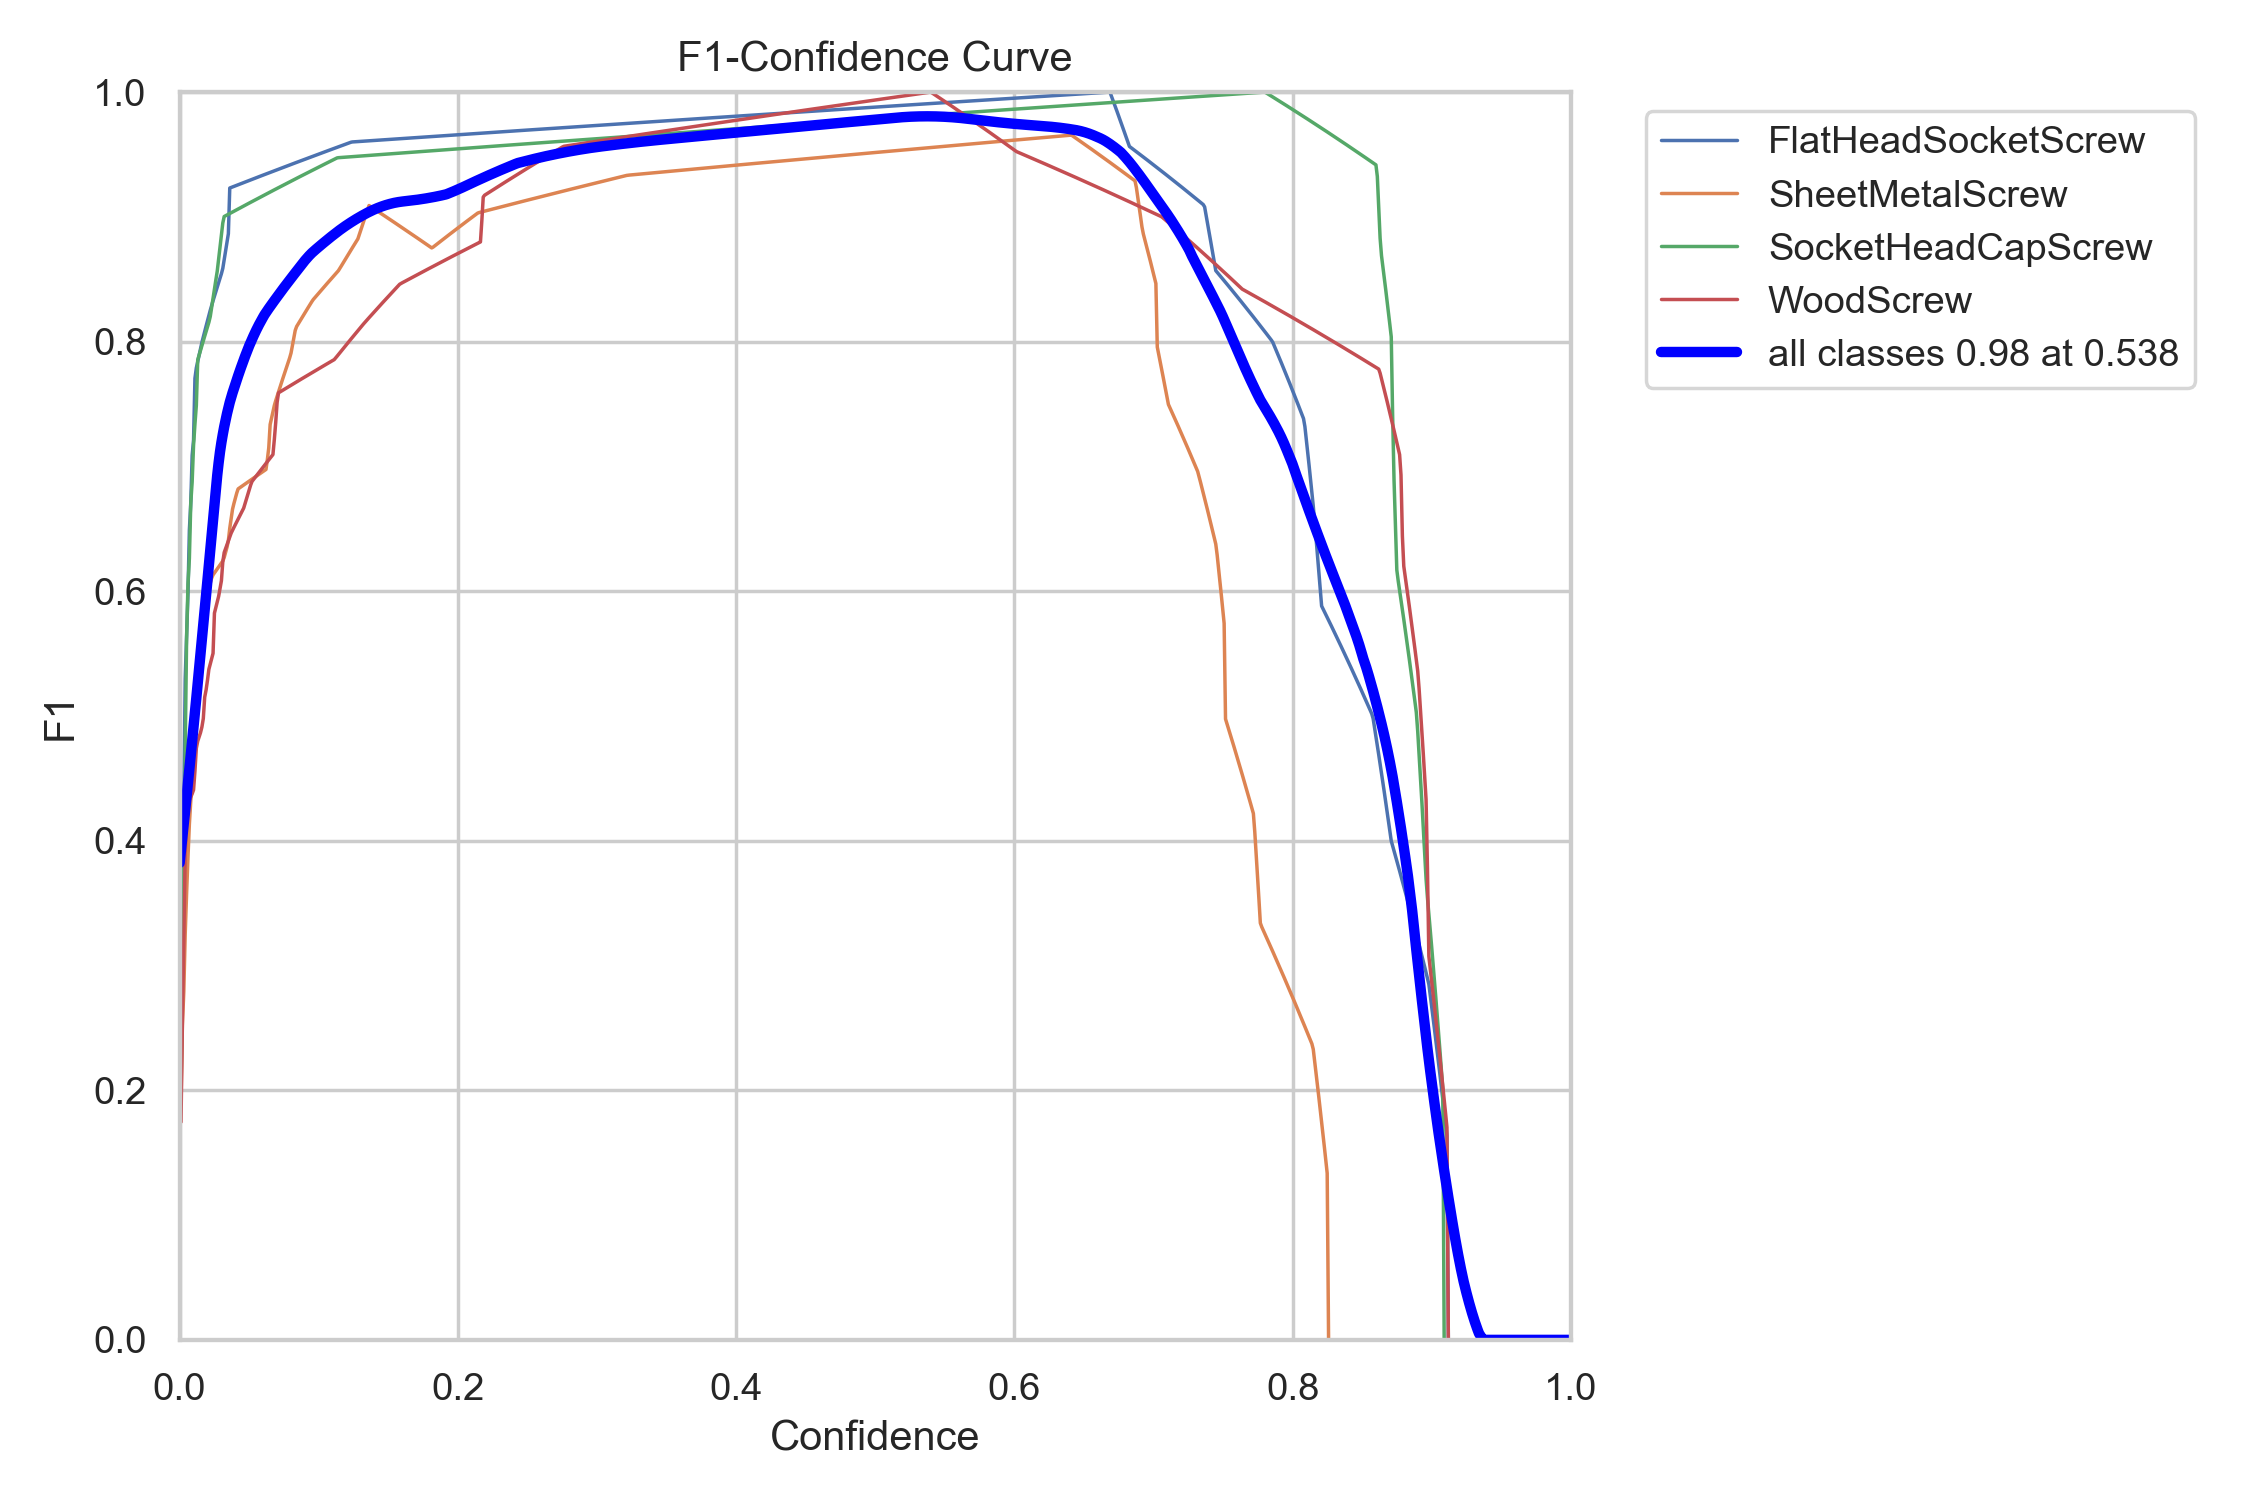 F1-Confidence Curve
1.0
0.8
0.6
0.4
0.2
0.0
F1
0.0 0.2 0.4 0.6 0.8 1.0
Confidence
FlatHeadSocketScrew
SheetMetalScrew
SocketHeadCapScrew
WoodScrew
all classes 0.98 at 0.538